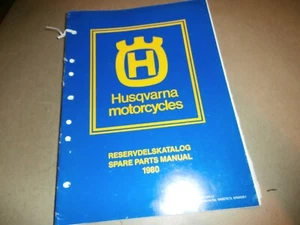 H
Husqvarna
motorcycles
RESERVDELSKATALOG
SPARE PARTS MANUAL
1980